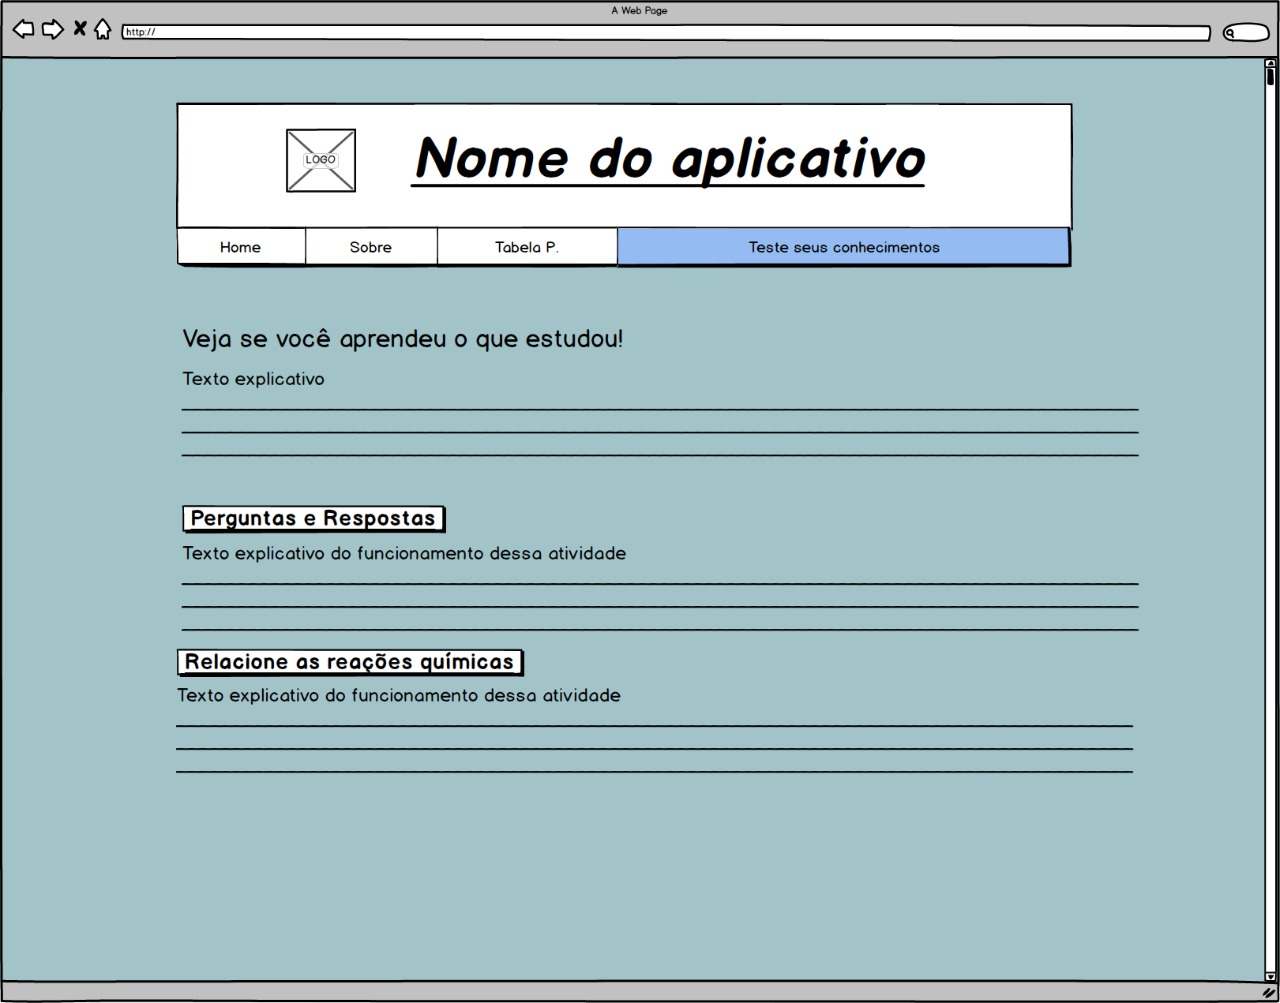 A Web Page
http://
LOGO
Nome do aplicativo
Home
Sobre
Tabela P.
Teste seus conhecimentos
Veja se você aprendeu o que estudou!
Texto explicativo
Perguntas e Respostas
Texto explicativo do funcionamento dessa atividade
Relacione as reações químicas
Texto explicativo do funcionamento dessa atividade